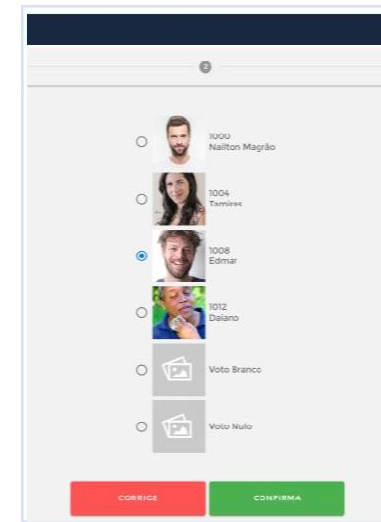 2
1000
Nailton Magrão
1004
Tamires
1008
Edmar
1012
Daiano
Voto Branco
Voto Nulo
CORRIGE
CONFIRMA